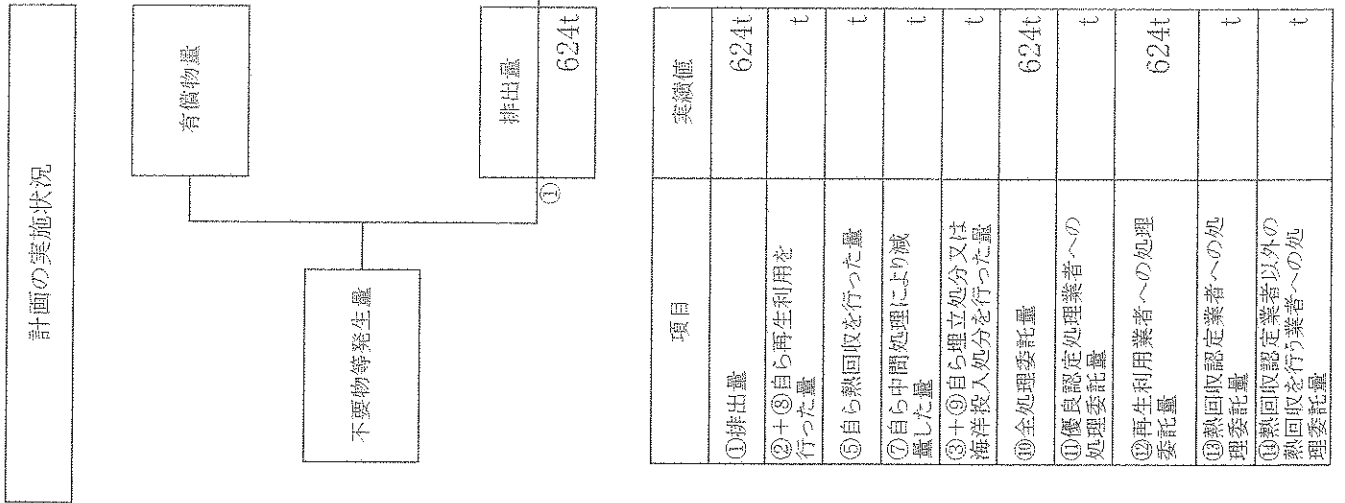 計画の実施状況
有償物量
不要物等発生量
排出量
①
624t
項目
実績値
①排出量
624t
②+⑧自ら再生利用を
行った量
t
⑤自ら熱回収を行った量
t
⑦自ら中間処理により減
量した量
t
③+⑨自ら埋立処分又は
海洋投入処分を行った量
t
⑩全処理委託量
624t
⑪優良認定処理業者への
処理委託量
t
⑫再生利用業者への処理
委託量
624t
⑬熱回収認定業者への処
理委託量
t
⑭熱回収認定業者以外の
熱回収を行う業者への処
理委託量
t